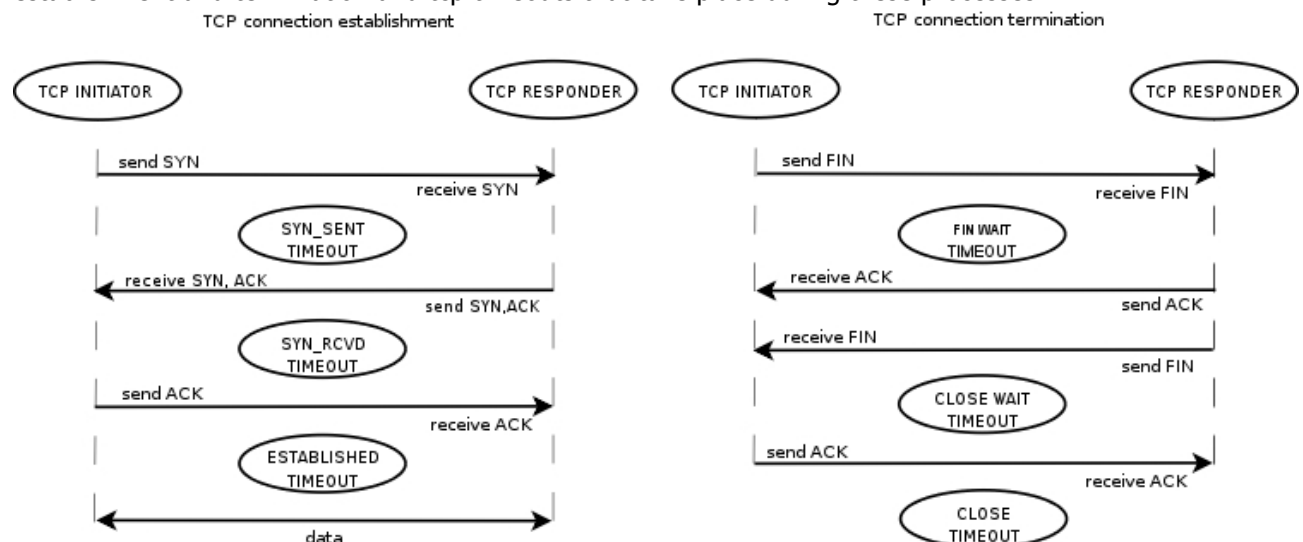 TCP connection establishment
TCP INITIATOR
TCP RESPONDER
send SYN
receive SYN
SYN_SENT
TIMEOUT
receive SYN, ACK
send SYN,ACK
SYN_RCVD
TIMEOUT
send ACK
receive ACK
ESTABLISHED
TIMEOUT
data
TCP connection termination
TCP INITIATOR
TCP RESPONDER
send FIN
receive FIN
FIN WAIT
TIMEOUT
receive ACK
send ACK
receive FIN
send FIN
CLOSE WAIT
TIMEOUT
send ACK
receive ACK
CLOSE
TIMEOUT